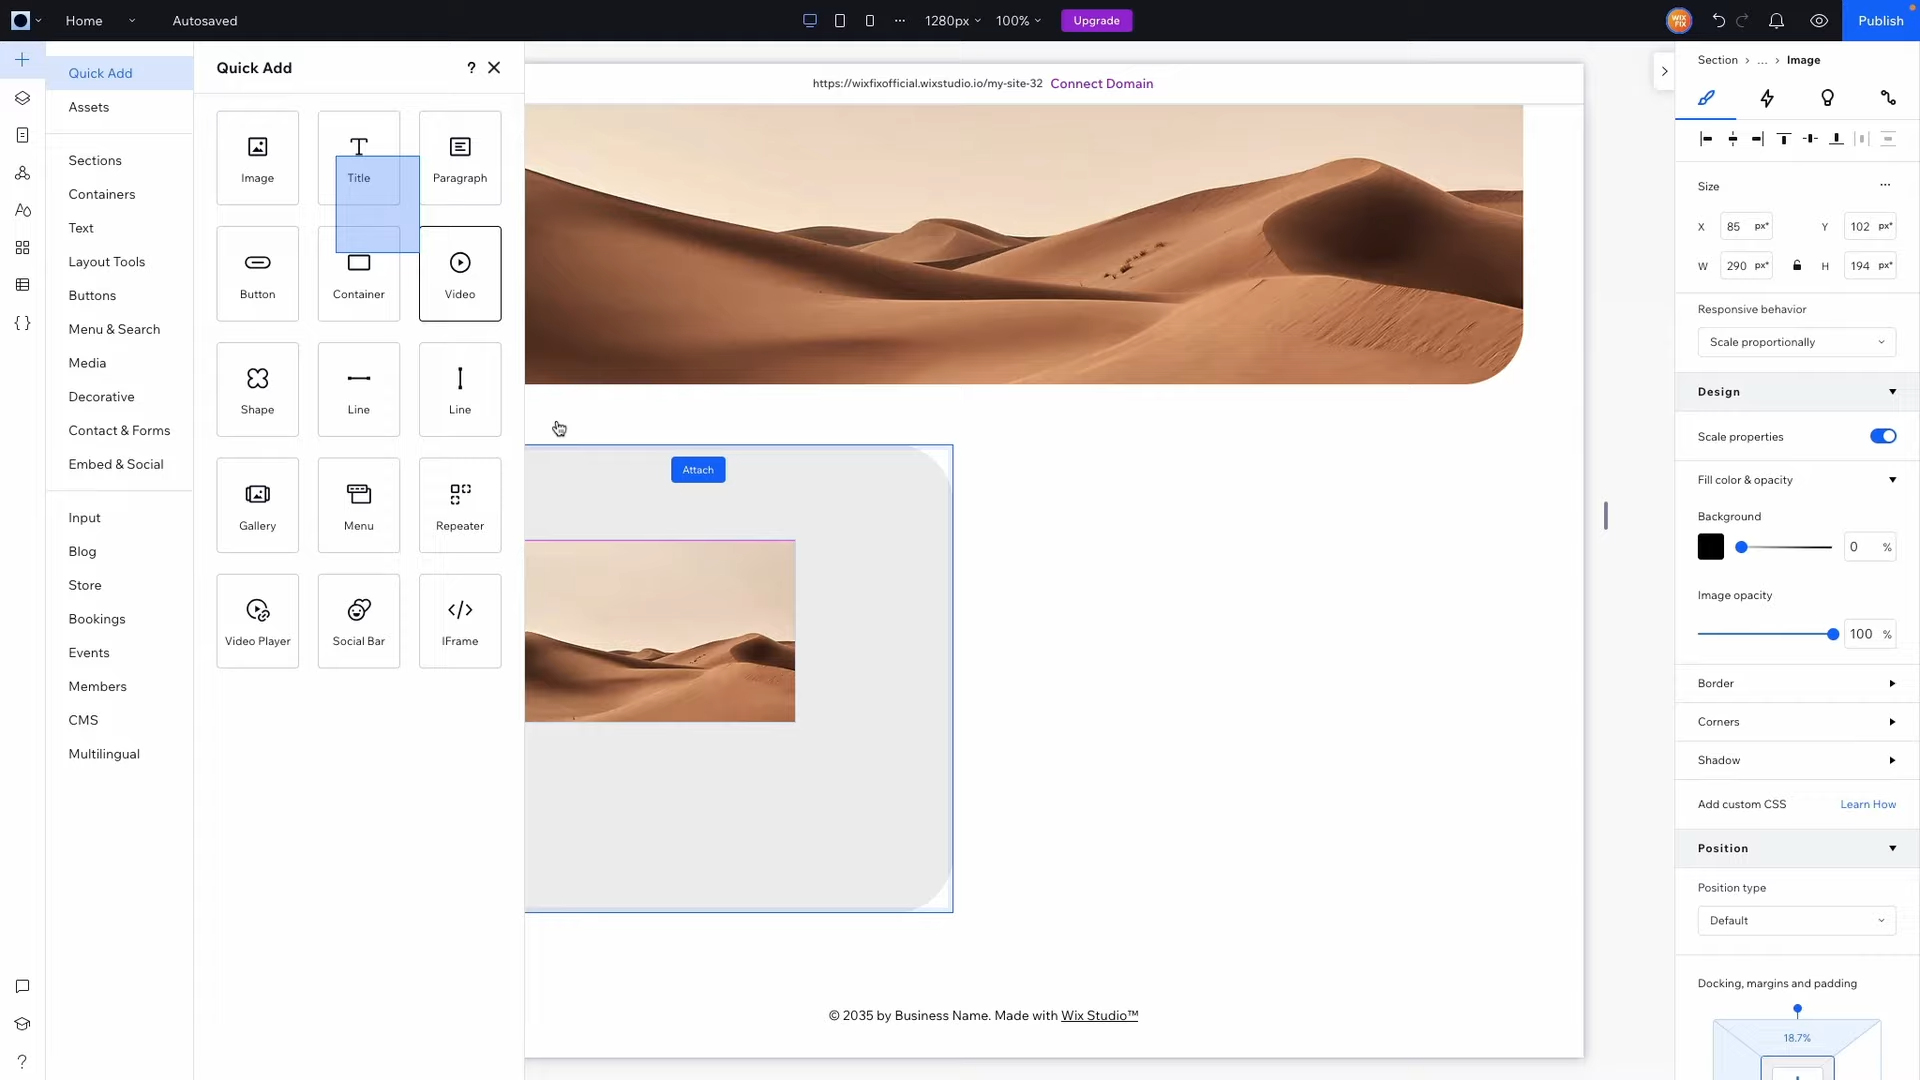 Home
Autosaved
1280px
100%
Upgrade
WIX
FIX
Publish
Quick Add
Assets
Sections
Containers
Text
Layout Tools
Buttons
Menu & Search
Media
Decorative
Contact & Forms
Embed & Social
Input
Blog
Store
Bookings
Events
Members
CMS
Multilingual
Quick Add
?
Image
Title
Paragraph
Button
Container
Video
Shape
Line
Line
Gallery
Menu
Repeater
Video Player
Social Bar
IFrame
https://wixfixofficial.wixstudio.io/my-site-32 Connect Domain
Attach
© 2035 by Business Name. Made with Wix Studio™
Section > ... > Image
Size
X 85 px* Y 102 px*
W 290 px* H 194 px*
Responsive behavior
Scale proportionally
Design
Scale properties
Fill color & opacity
Background
0 %
Image opacity
100 %
Border
Corners
Shadow
Add custom CSS Learn How
Position
Position type
Default
Docking, margins and padding
18.7%